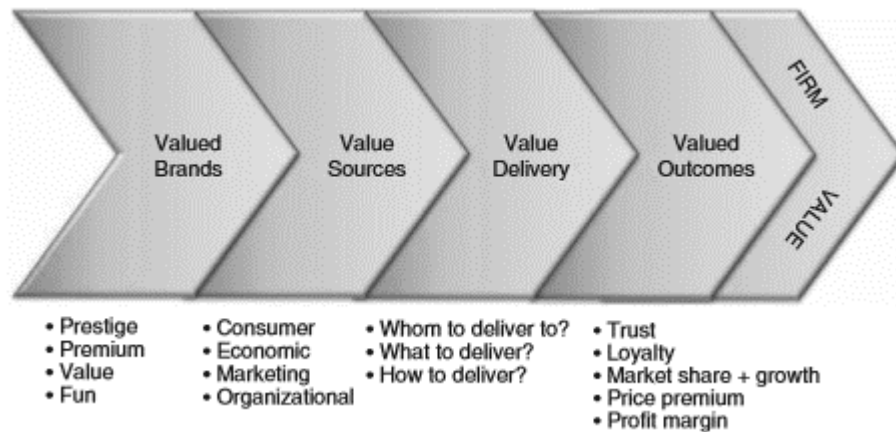 Valued
Brands
Value
Sources
Value
Delivery
Valued
Outcomes
FIRM
VALUE
• Prestige
• Premium
• Value
• Fun
• Consumer
• Economic
• Marketing
• Organizational
• Whom to deliver to?
• What to deliver?
• How to deliver?
• Trust
• Loyalty
• Market share + growth
• Price premium
• Profit margin